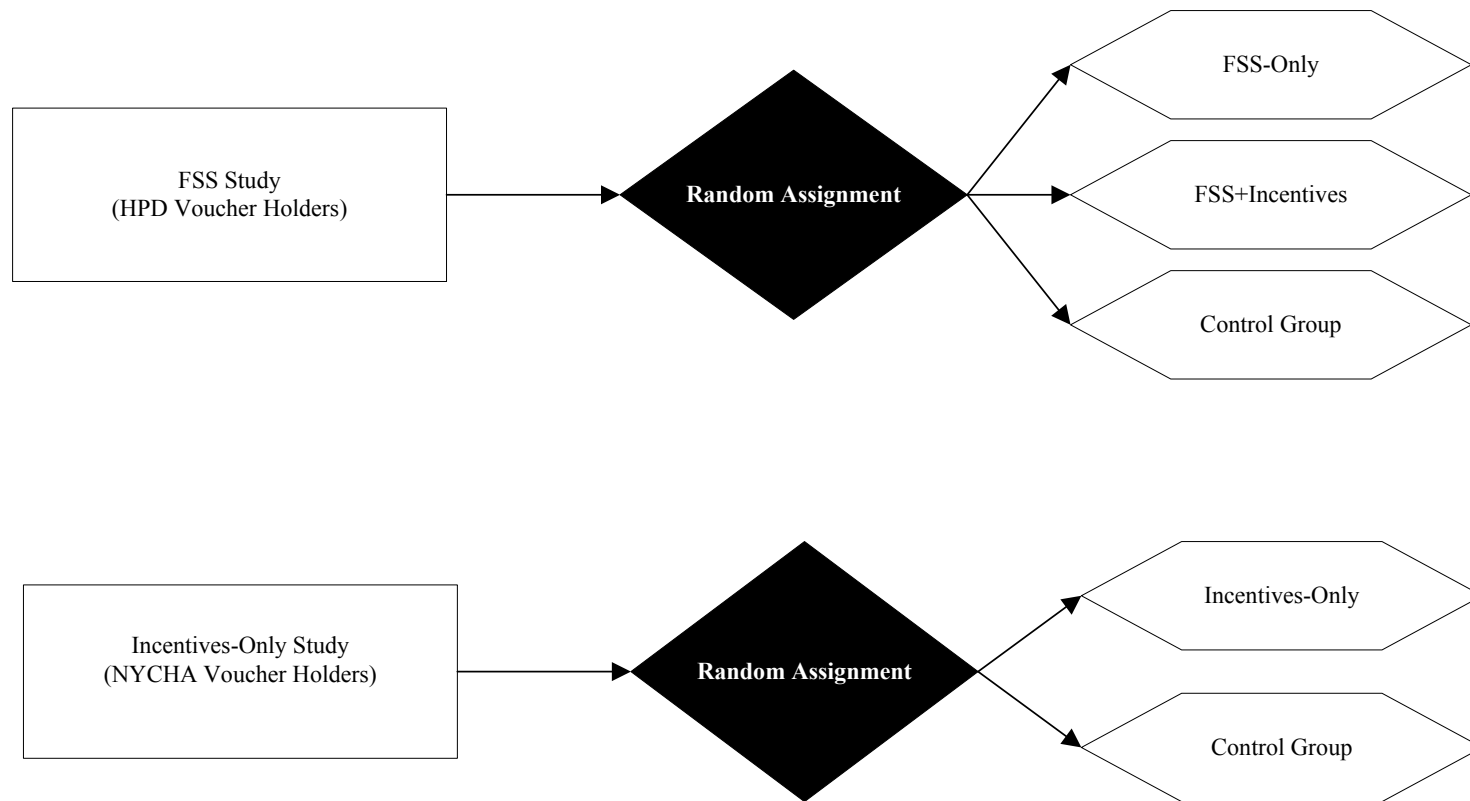 FSS Study
(HPD Voucher Holders)
Random Assignment
FSS-Only
FSS+Incentives
Control Group
Incentives-Only Study
(NYCHA Voucher Holders)
Random Assignment
Incentives-Only
Control Group